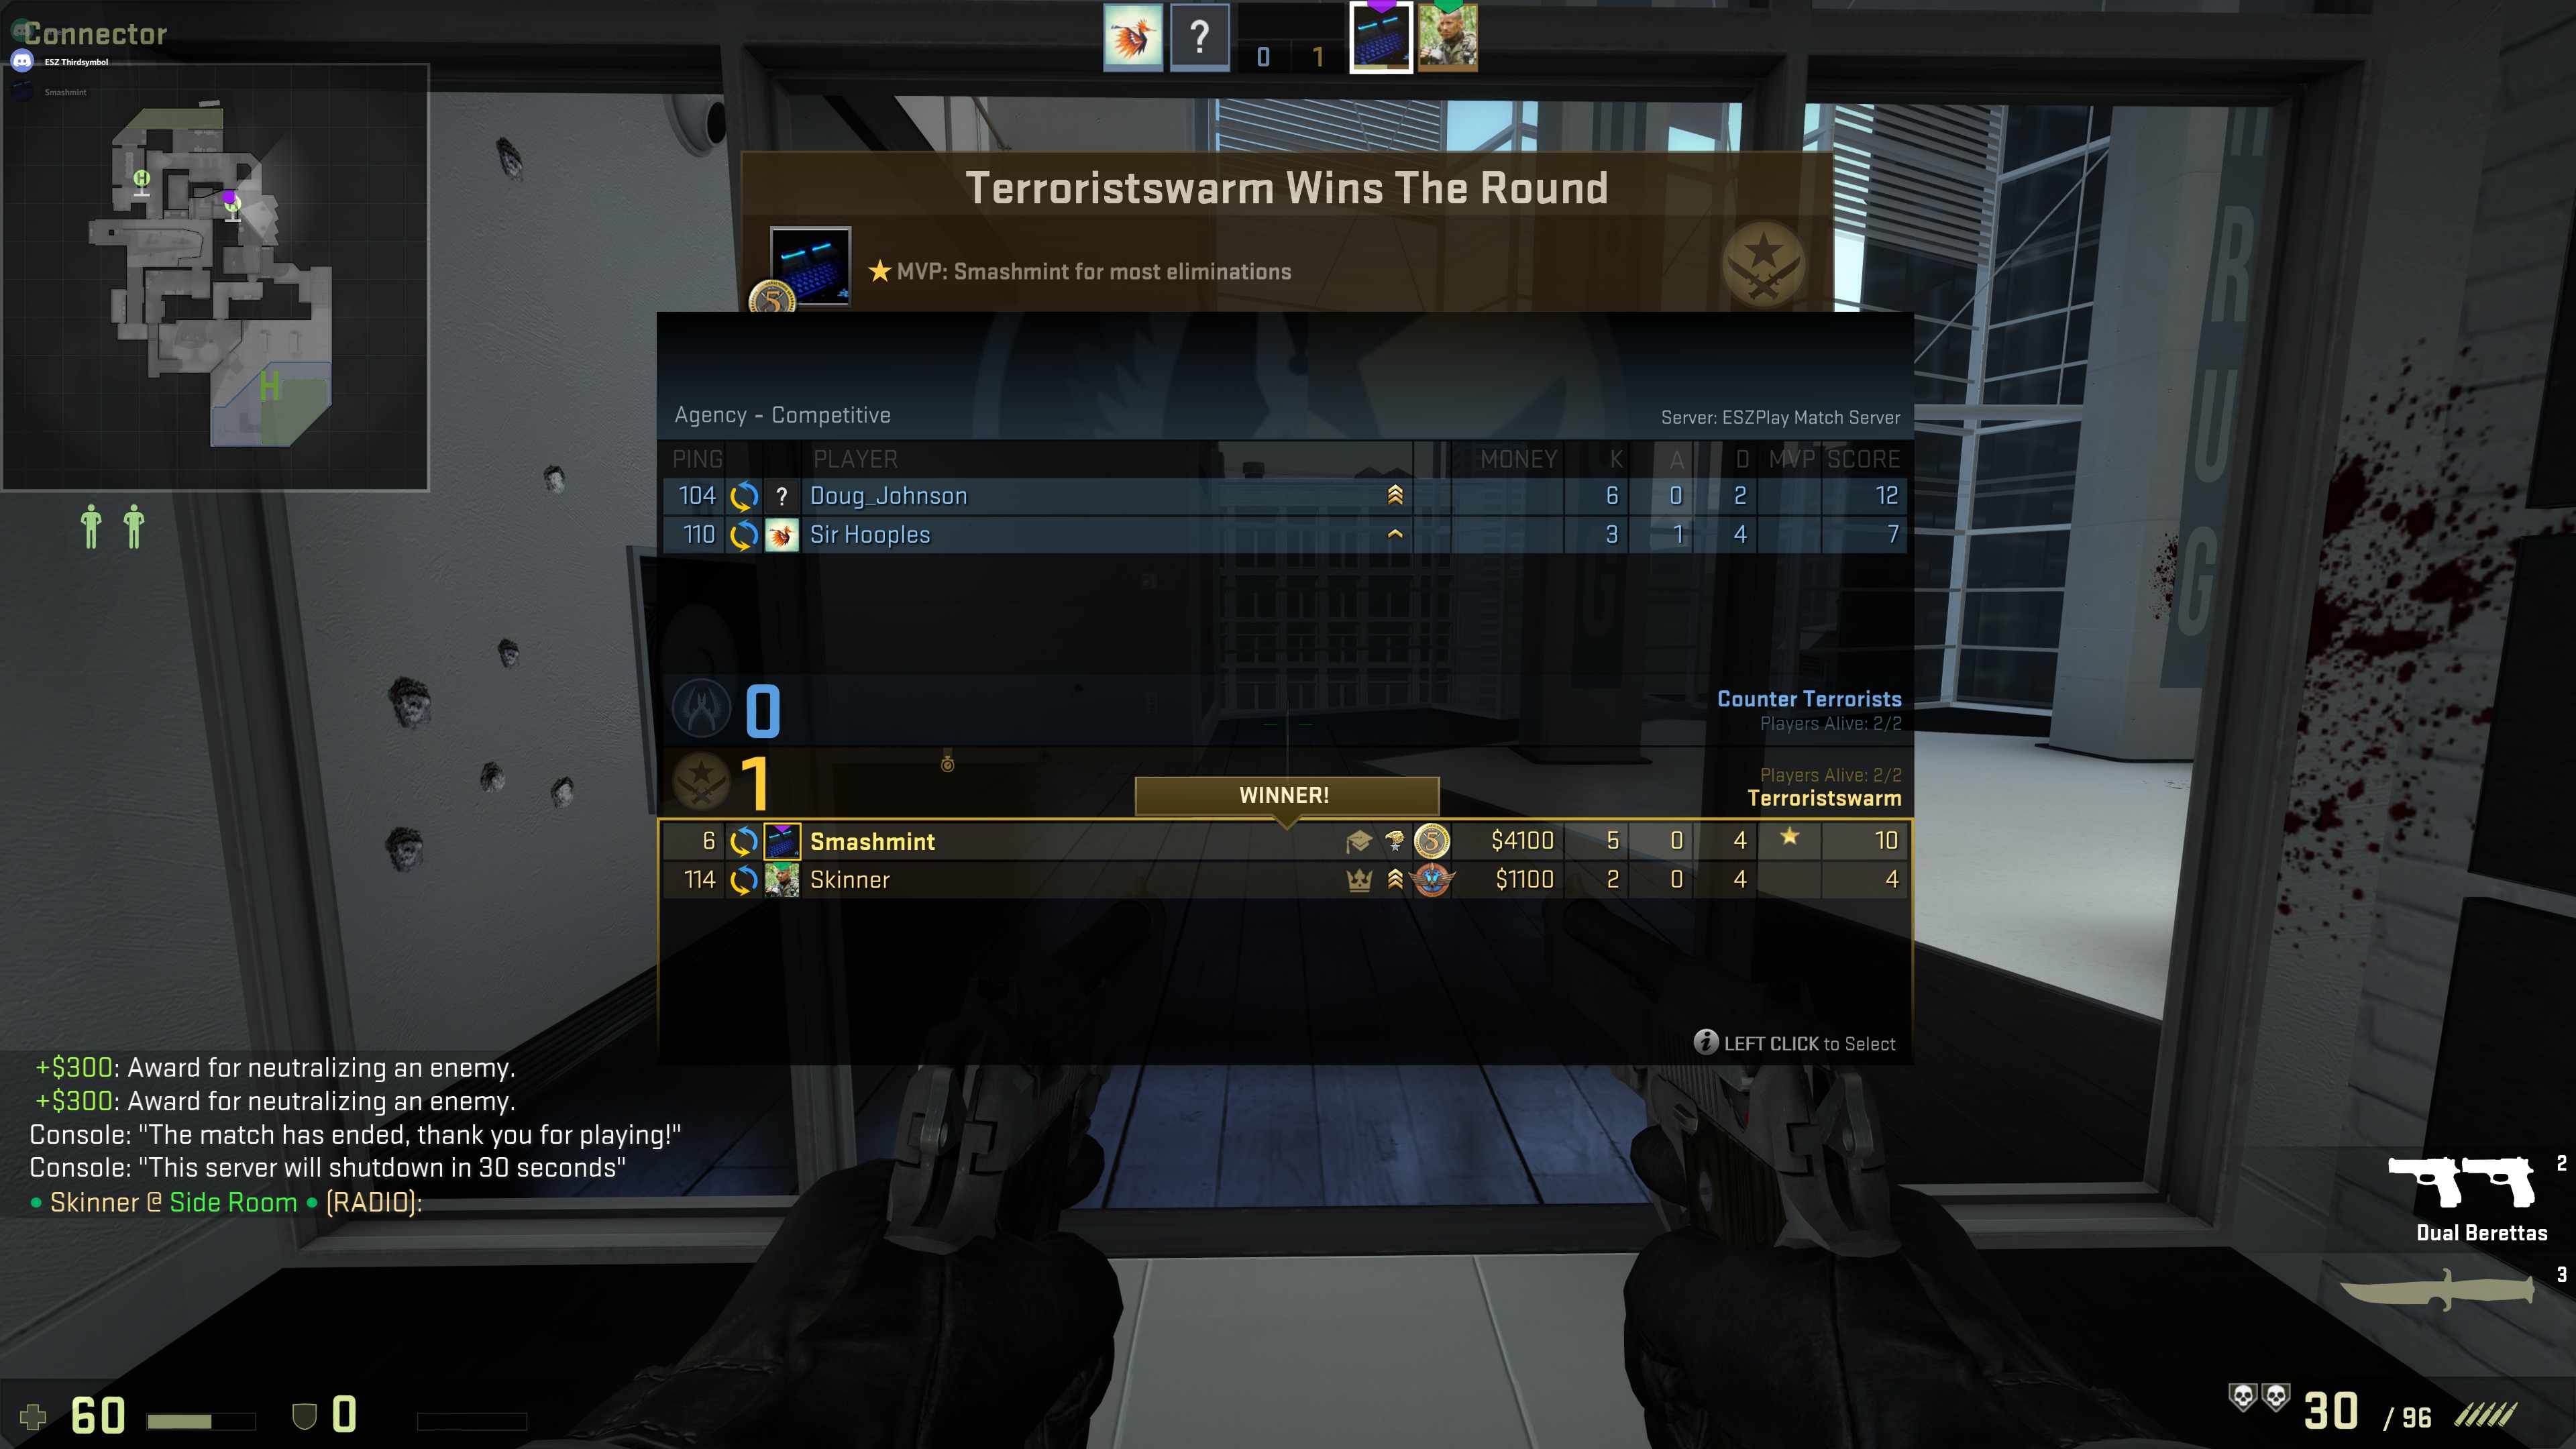 Connector
ESZ Thirdsymbol
Smashmint
?
0 1
Terroristswarm Wins The Round
5
MVP: Smashmint for most eliminations
Agency - Competitive
Server: ESZPlay Match Server
PING PLAYER MONEY K A D MVP SCORE
104 ? Doug_Johnson 6 0 2 12
110 Sir Hooples 3 1 4 7
H
H
0
Counter Terrorists
Players Alive: 2/2
1
WINNER!
Players Alive: 2/2
Terroristswarm
6 Smashmint 5 $4100 5 0 4 10
114 Skinner $1100 2 0 4 4
LEFT CLICK to Select
RUG
+$300: Award for neutralizing an enemy.
+$300: Award for neutralizing an enemy.
Console: "The match has ended, thank you for playing!"
Console: "This server will shutdown in 30 seconds"
• Skinner @ Side Room • (RADIO):
2
Dual Berettas
3
60 0
30 / 96